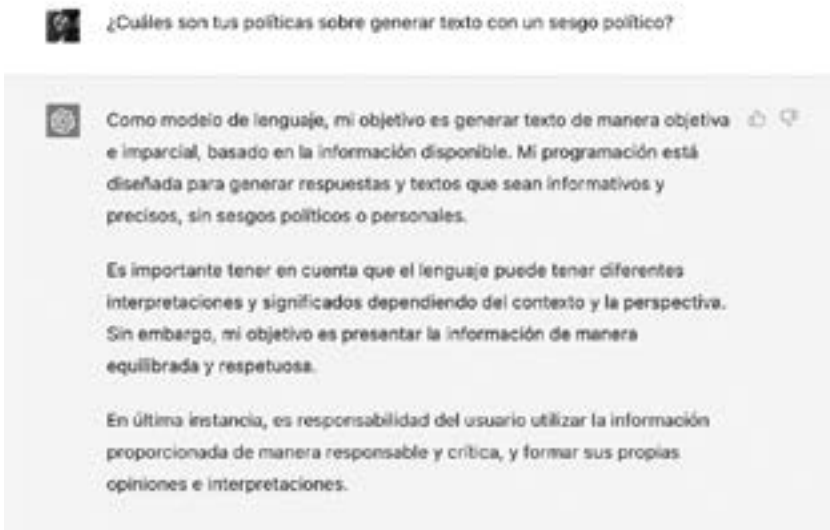 ¿Cuáles son tus políticas sobre generar texto con un sesgo político?
Como modelo de lenguaje, mi objetivo es generar texto de manera objetiva
e imparcial, basado en la información disponible. Mi programación está
diseñada para generar respuestas y textos que sean informativos y
precisos, sin sesgos políticos o personales.
Es importante tener en cuenta que el lenguaje puede tener diferentes
interpretaciones y significados dependiendo del contexto y la perspectiva.
Sin embargo, mi objetivo es presentar la información de manera
equilibrada y respetuosa.
En última instancia, es responsabilidad del usuario utilizar la información
proporcionada de manera responsable y crítica, y formar sus propias
opiniones e interpretaciones.